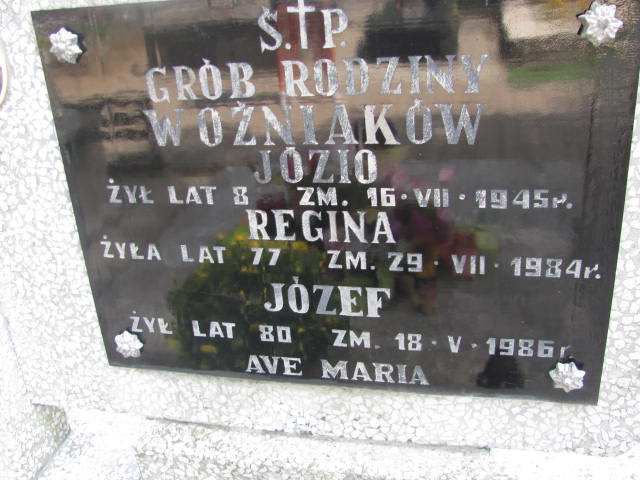 Ś.†P.
GRÓB RODZINY
WOŹNIAKÓW
JÓZIO
ŻYŁ LAT 8 ZM. 16·VII·1945r.
REGINA
ŻYŁA LAT 77 ZM. 29·VII·1984r.
JÓZEF
ŻYŁ LAT 80 ZM. 18·V·1986r
AVE MARIA